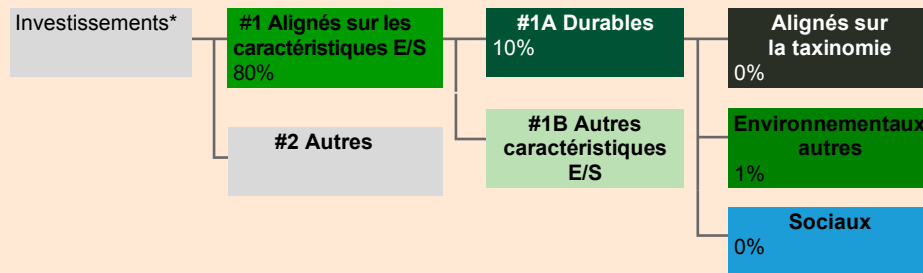 Investissements*
#1 Alignés sur les
caractéristiques E/S
80%
#2 Autres
#1A Durables
10%
#1B Autres
caractéristiques
E/S
Alignés sur
la taxinomie
0%
Environnementaux
autres
1%
Sociaux
0%